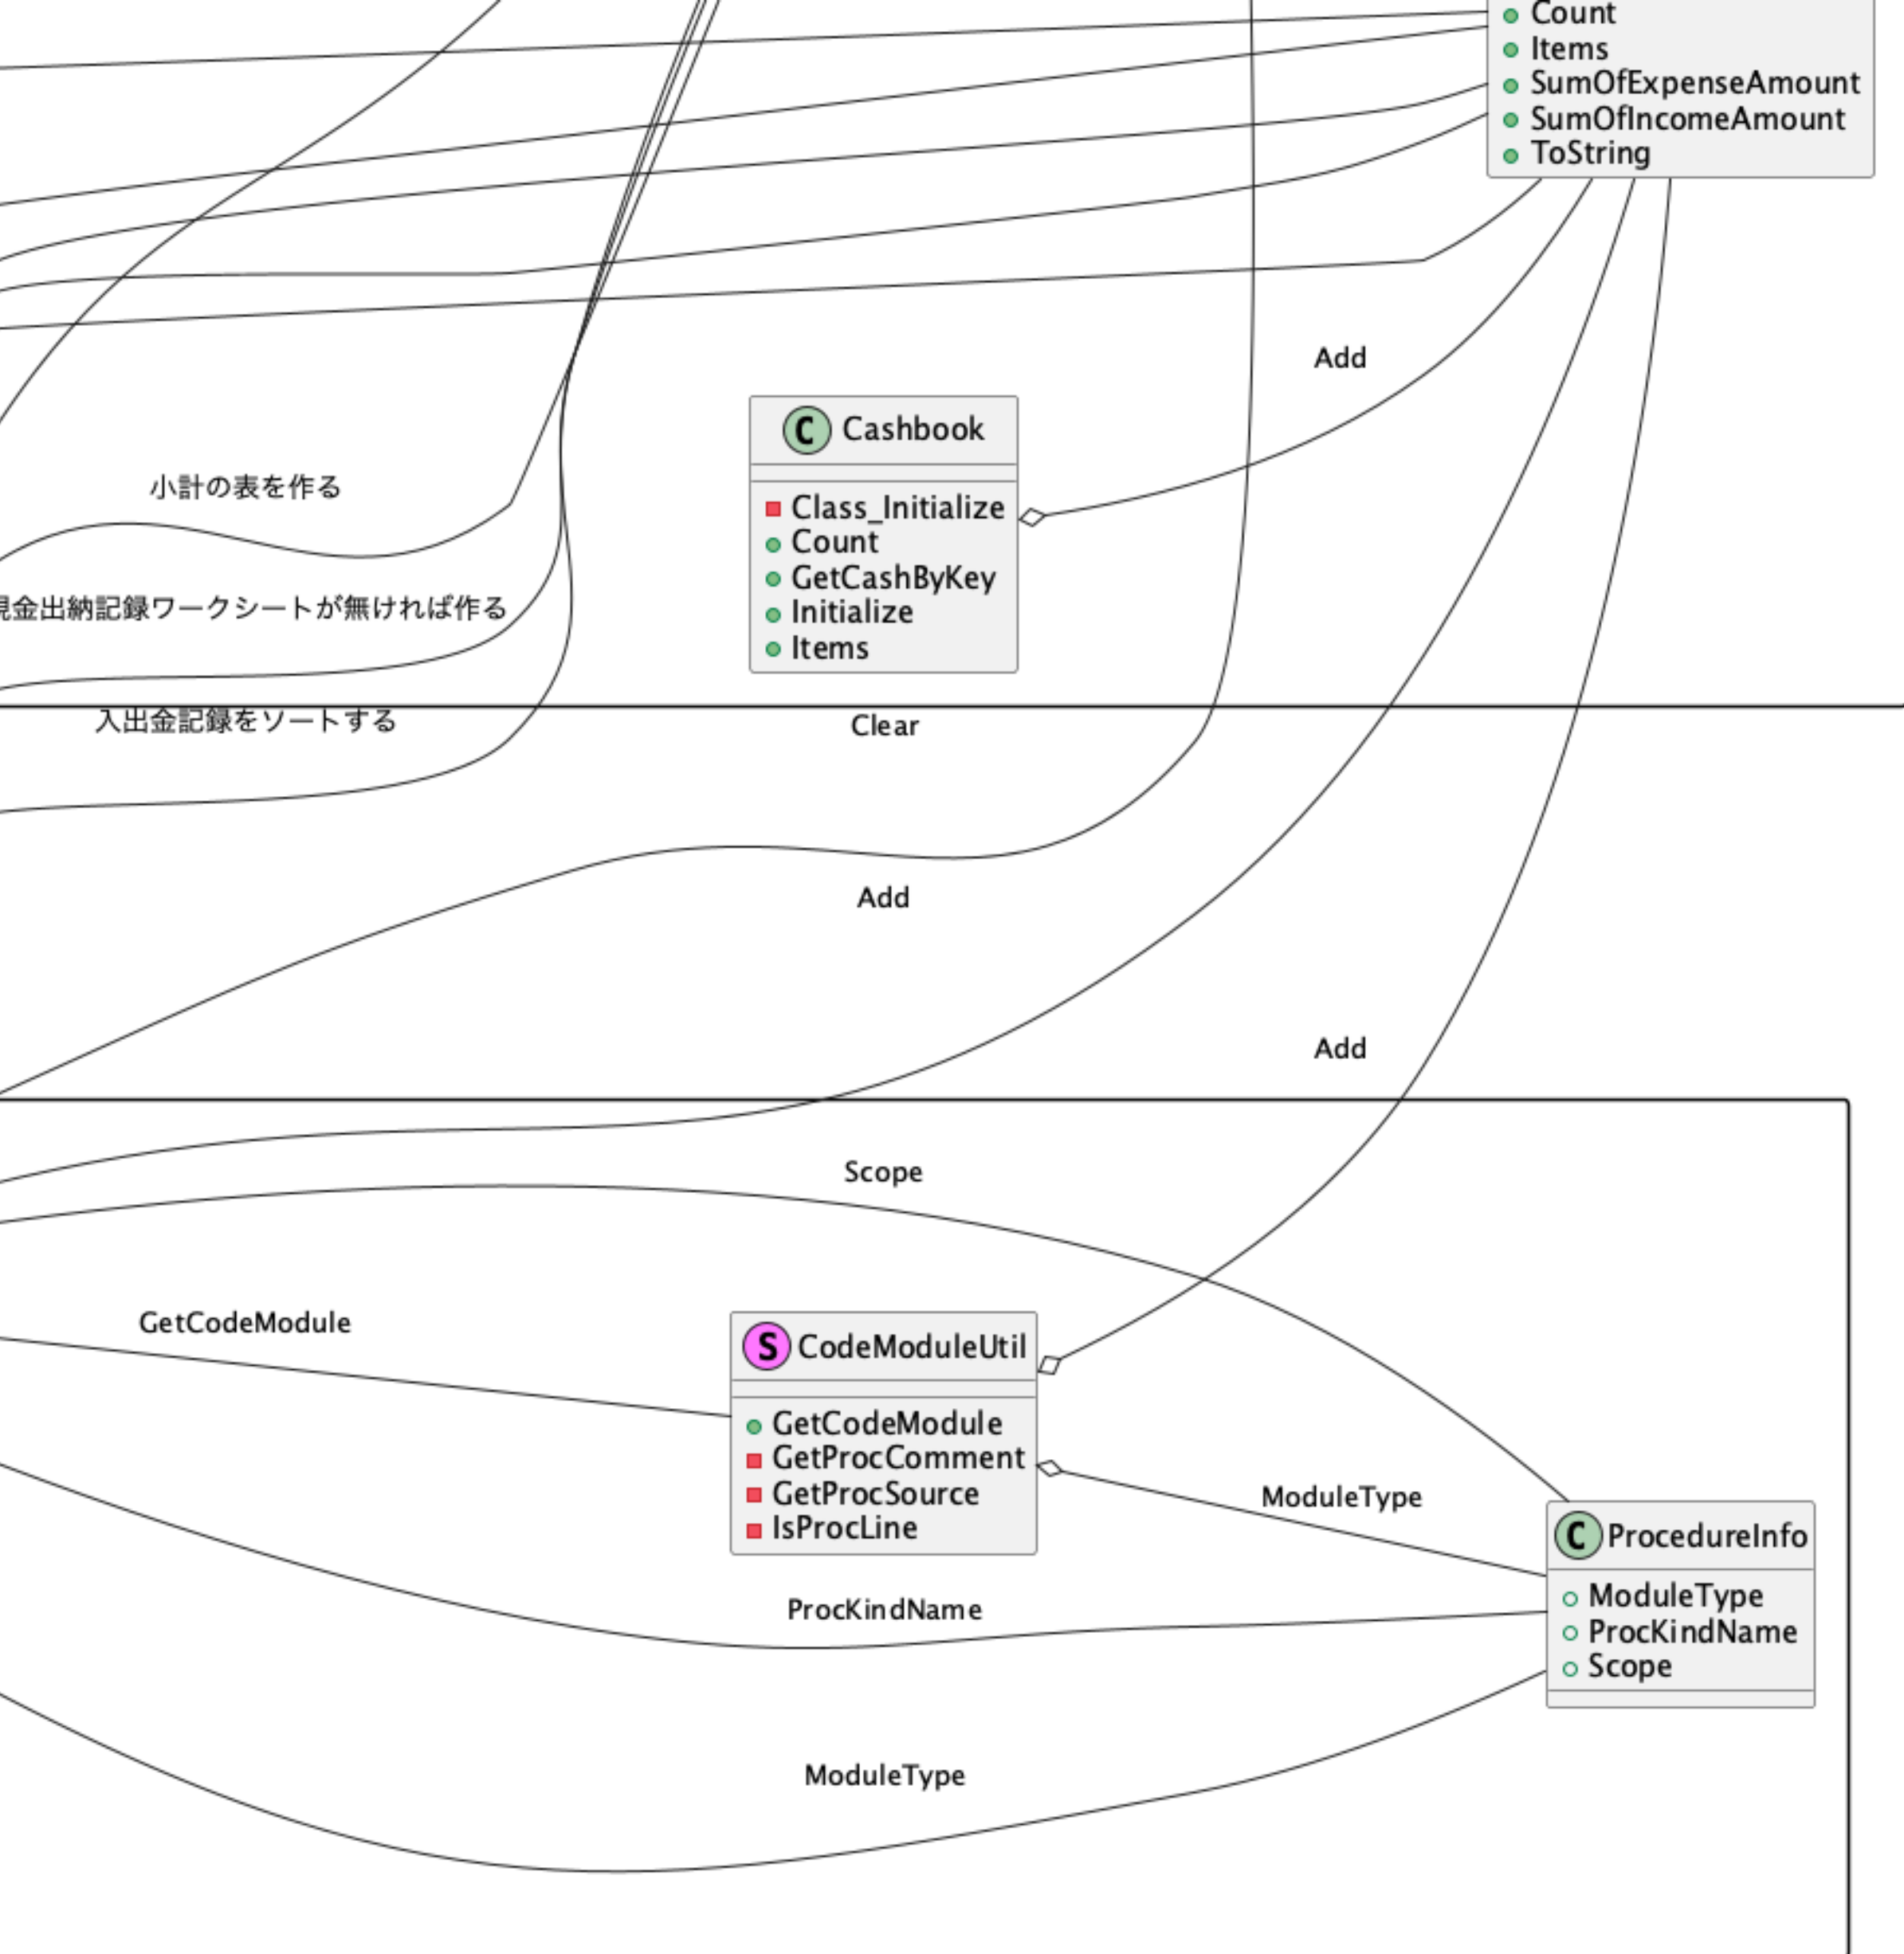 Count
Items
SumOfExpenseAmount
SumOfIncomeAmount
ToString
Add
C Cashbook
Class_Initialize
Count
GetCashByKey
Initialize
Items
小計の表を作る
現金出納記録ワークシートが無ければ作る
入出金記録をソートする
Clear
Add
Add
Scope
GetCodeModule
S CodeModuleUtil
GetCodeModule
GetProcComment
GetProcSource
IsProcLine
ModuleType
C ProcedureInfo
ModuleType
ProcKindName
Scope
ProcKindName
ModuleType